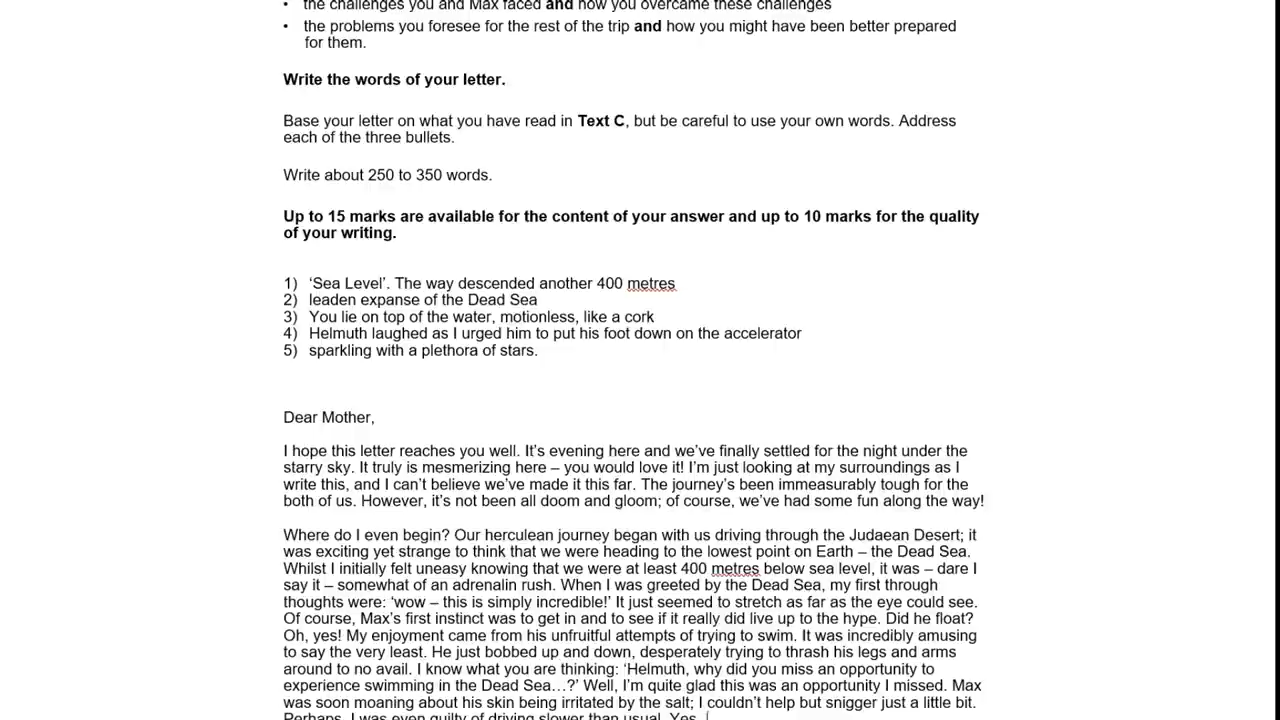 • the challenges you and Max faced and how you overcame these challenges
• the problems you foresee for the rest of the trip and how you might have been better prepared
for them.
Write the words of your letter.
Base your letter on what you have read in Text C, but be careful to use your own words. Address
each of the three bullets.
Write about 250 to 350 words.
Up to 15 marks are available for the content of your answer and up to 10 marks for the quality
of your writing.
1) ‘Sea Level’. The way descended another 400 metres
2) leaden expanse of the Dead Sea
3) You lie on top of the water, motionless, like a cork
4) Helmuth laughed as I urged him to put his foot down on the accelerator
5) sparkling with a plethora of stars.
Dear Mother,
I hope this letter reaches you well. It’s evening here and we’ve finally settled for the night under the
starry sky. It truly is mesmerizing here – you would love it! I’m just looking at my surroundings as I
write this, and I can’t believe we’ve made it this far. The journey’s been immeasurably tough for the
both of us. However, it’s not been all doom and gloom; of course, we’ve had some fun along the way!
Where do I even begin? Our herculean journey began with us driving through the Judaean Desert; it
was exciting yet strange to think that we were heading to the lowest point on Earth – the Dead Sea.
Whilst I initially felt uneasy knowing that we were at least 400 metres below sea level, it was – dare I
say it – somewhat of an adrenalin rush. When I was greeted by the Dead Sea, my first through
thoughts were: ‘wow – this is simply incredible!’ It just seemed to stretch as far as the eye could see.
Of course, Max’s first instinct was to get in and to see if it really did live up to the hype. Did he float?
Oh, yes! My enjoyment came from his unfruitful attempts of trying to swim. It was incredibly amusing
to say the very least. He just bobbed up and down, desperately trying to thrash his legs and arms
around to no avail. I know what you are thinking: ‘Helmuth, why did you miss an opportunity to
experience swimming in the Dead Sea…?’ Well, I’m quite glad this was an opportunity I missed. Max
was soon moaning about his skin being irritated by the salt; I couldn’t help but snigger just a little bit.
Perhaps, I was even guilty of driving slower than usual. Yes,